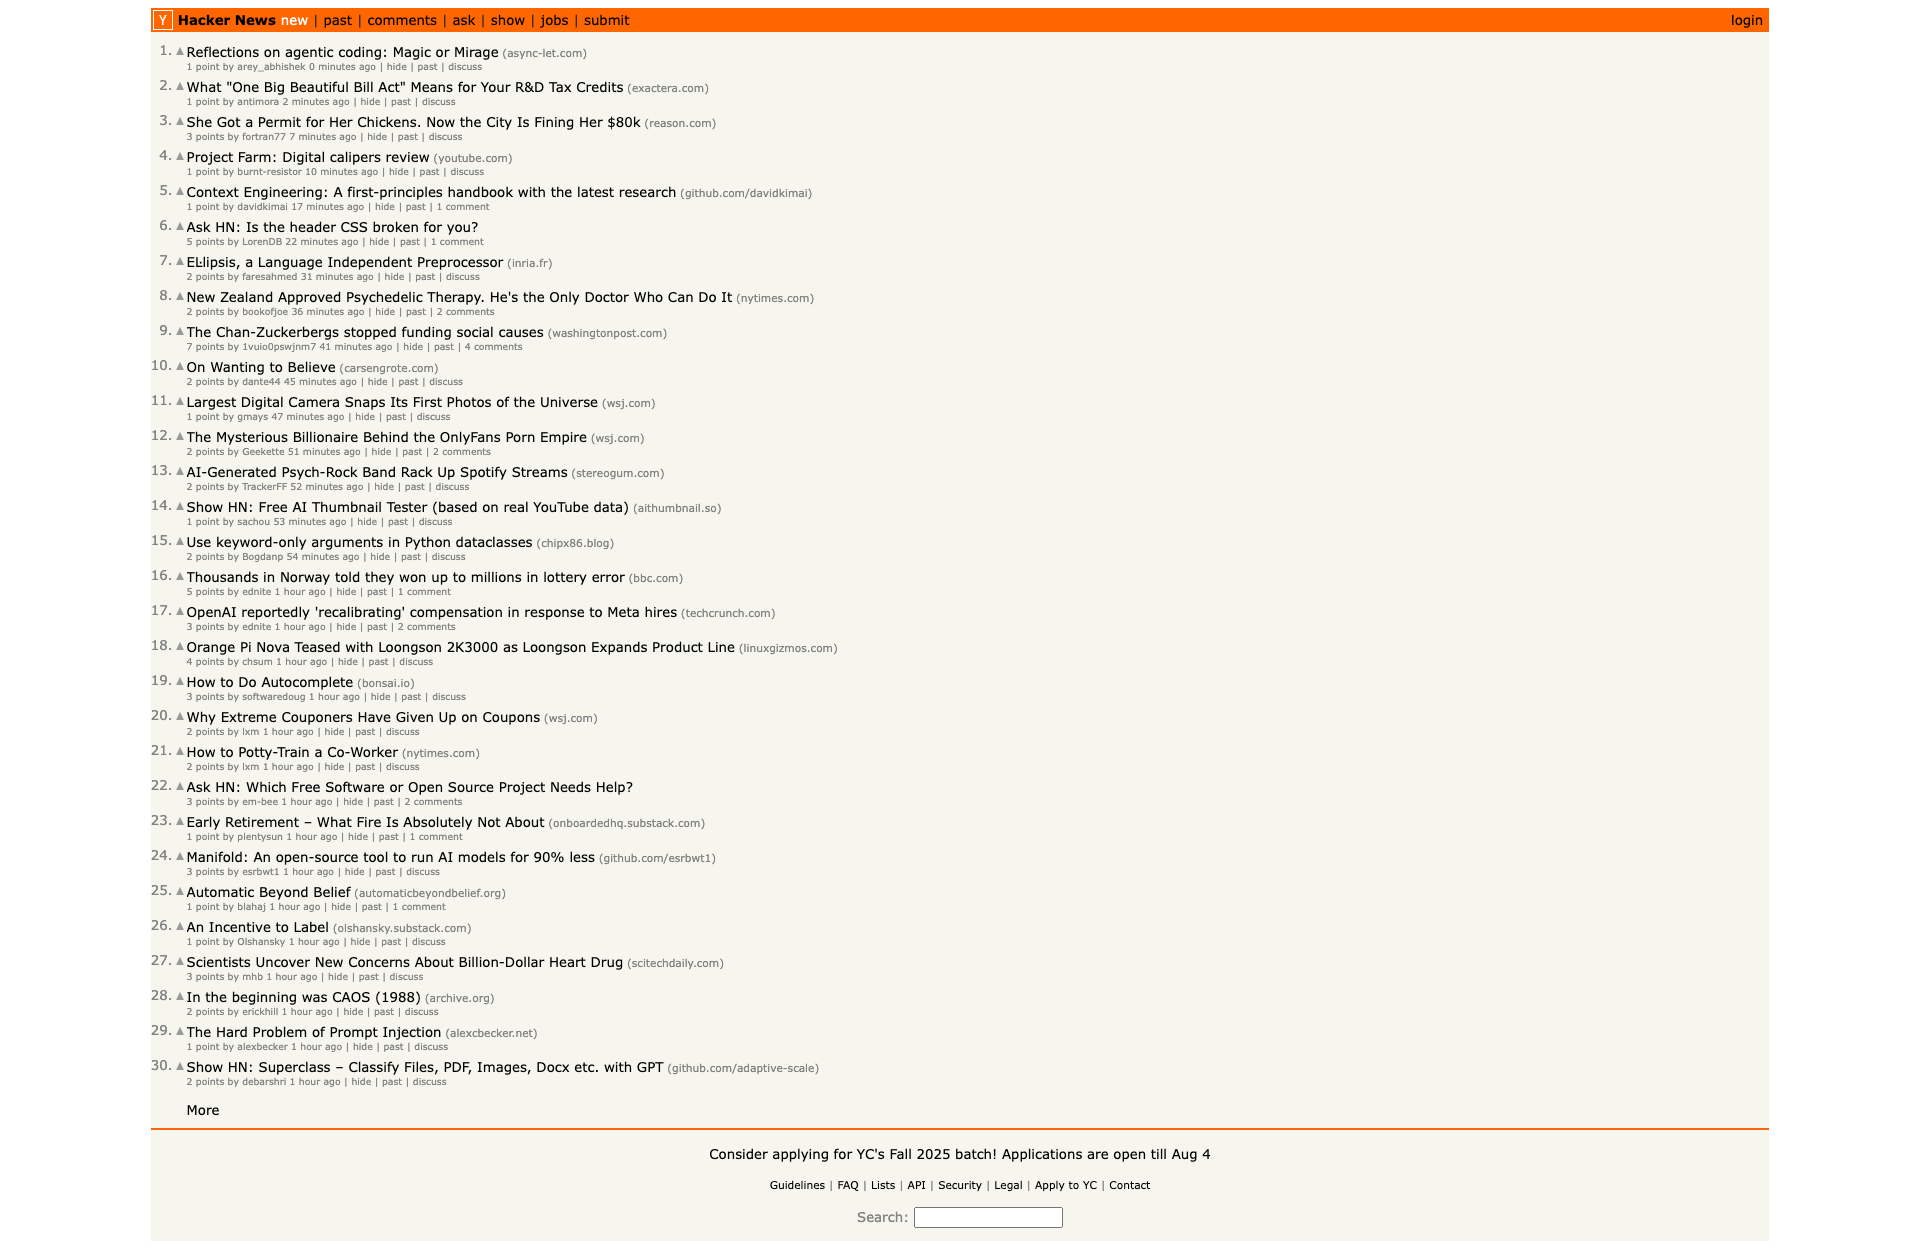 Y Hacker News new | past | comments | ask | show | jobs | submit login
1. ▲ Reflections on agentic coding: Magic or Mirage (async-let.com)
1 point by arey_abhishek 0 minutes ago | hide | past | discuss
2. ▲ What "One Big Beautiful Bill Act" Means for Your R&D Tax Credits (exactera.com)
1 point by antimora 2 minutes ago | hide | past | discuss
3. ▲ She Got a Permit for Her Chickens. Now the City Is Fining Her $80k (reason.com)
3 points by fortran77 7 minutes ago | hide | past | discuss
4. ▲ Project Farm: Digital calipers review (youtube.com)
1 point by burnt-resistor 10 minutes ago | hide | past | discuss
5. ▲ Context Engineering: A first-principles handbook with the latest research (github.com/davidkimai)
1 point by davidkimai 17 minutes ago | hide | past | 1 comment
6. ▲ Ask HN: Is the header CSS broken for you?
5 points by LorenDB 22 minutes ago | hide | past | 1 comment
7. ▲ EŀŀIipsis, a Language Independent Preprocessor (inria.fr)
2 points by faresahmed 31 minutes ago | hide | past | discuss
8. ▲ New Zealand Approved Psychedelic Therapy. He's the Only Doctor Who Can Do It (nytimes.com)
2 points by bookofjoe 36 minutes ago | hide | past | 2 comments
9. ▲ The Chan-Zuckerbergs stopped funding social causes (washingtonpost.com)
7 points by 1vuio0pswjnm7 41 minutes ago | hide | past | 4 comments
10. ▲ On Wanting to Believe (carsengrote.com)
2 points by dante44 45 minutes ago | hide | past | discuss
11. ▲ Largest Digital Camera Snaps Its First Photos of the Universe (wsj.com)
1 point by gmays 47 minutes ago | hide | past | discuss
12. ▲ The Mysterious Billionaire Behind the OnlyFans Porn Empire (wsj.com)
2 points by Geekette 51 minutes ago | hide | past | 2 comments
13. ▲ AI-Generated Psych-Rock Band Rack Up Spotify Streams (stereogum.com)
2 points by TrackerFF 52 minutes ago | hide | past | discuss
14. ▲ Show HN: Free AI Thumbnail Tester (based on real YouTube data) (aithumbnail.so)
1 point by sachou 53 minutes ago | hide | past | discuss
15. ▲ Use keyword-only arguments in Python dataclasses (chipx86.blog)
2 points by Bogdanp 54 minutes ago | hide | past | discuss
16. ▲ Thousands in Norway told they won up to millions in lottery error (bbc.com)
5 points by ednite 1 hour ago | hide | past | 1 comment
17. ▲ OpenAI reportedly 'recalibrating' compensation in response to Meta hires (techcrunch.com)
3 points by ednite 1 hour ago | hide | past | 2 comments
18. ▲ Orange Pi Nova Teased with Loongson 2K3000 as Loongson Expands Product Line (linuxgizmos.com)
4 points by chsum 1 hour ago | hide | past | discuss
19. ▲ How to Do Autocomplete (bonsai.io)
3 points by softwaredoug 1 hour ago | hide | past | discuss
20. ▲ Why Extreme Couponers Have Given Up on Coupons (wsj.com)
2 points by lxm 1 hour ago | hide | past | discuss
21. ▲ How to Potty-Train a Co-Worker (nytimes.com)
2 points by lxm 1 hour ago | hide | past | discuss
22. ▲ Ask HN: Which Free Software or Open Source Project Needs Help?
3 points by em-bee 1 hour ago | hide | past | 2 comments
23. ▲ Early Retirement – What Fire Is Absolutely Not About (onboardedhq.substack.com)
1 point by plentysun 1 hour ago | hide | past | 1 comment
24. ▲ Manifold: An open-source tool to run AI models for 90% less (github.com/esrbwt1)
3 points by esrbwt1 1 hour ago | hide | past | discuss
25. ▲ Automatic Beyond Belief (automaticbeyondbelief.org)
1 point by blahaj 1 hour ago | hide | past | 1 comment
26. ▲ An Incentive to Label (olshansky.substack.com)
1 point by Olshansky 1 hour ago | hide | past | discuss
27. ▲ Scientists Uncover New Concerns About Billion-Dollar Heart Drug (scitechdaily.com)
3 points by mhb 1 hour ago | hide | past | discuss
28. ▲ In the beginning was CAOS (1988) (archive.org)
2 points by erickhill 1 hour ago | hide | past | discuss
29. ▲ The Hard Problem of Prompt Injection (alexcbecker.net)
1 point by alexbecker 1 hour ago | hide | past | discuss
30. ▲ Show HN: Superclass – Classify Files, PDF, Images, Docx etc. with GPT (github.com/adaptive-scale)
2 points by debarshri 1 hour ago | hide | past | discuss
More
Consider applying for YC's Fall 2025 batch! Applications are open till Aug 4
Guidelines | FAQ | Lists | API | Security | Legal | Apply to YC | Contact
Search: